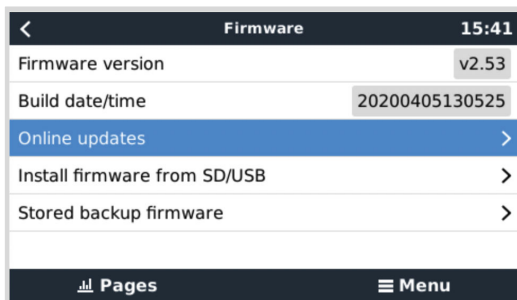 Firmware 15:41
Firmware version v2.53
Build date/time 20200405130525
Online updates
Install firmware from SD/USB
Stored backup firmware
Pages Menu